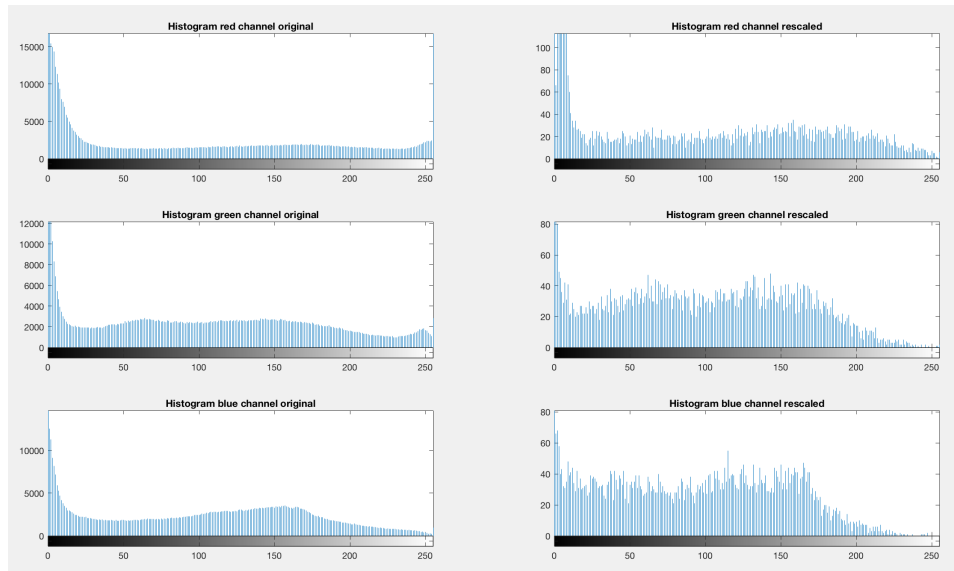 Histogram red channel original
15000
10000
5000
0
0 50 100 150 200 250
Histogram red channel rescaled
100
80
60
40
20
0
0 50 100 150 200 250
Histogram green channel original
12000
10000
8000
6000
4000
2000
0
0 50 100 150 200 250
Histogram green channel rescaled
80
60
40
20
0
0 50 100 150 200 250
Histogram blue channel original
10000
5000
0
0 50 100 150 200 250
Histogram blue channel rescaled
80
60
40
20
0
0 50 100 150 200 250